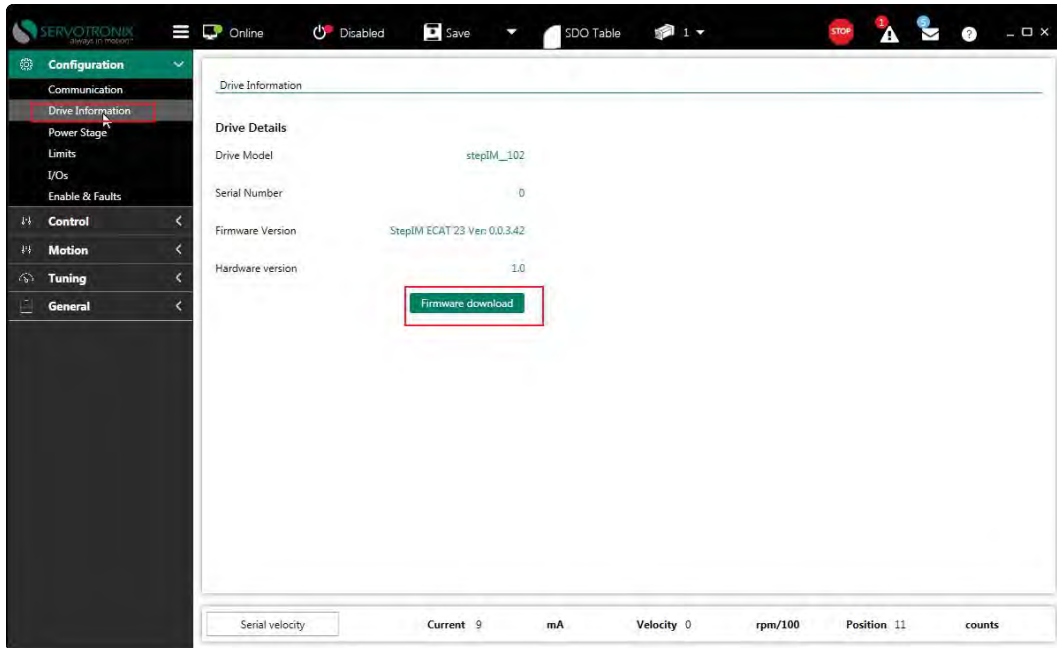 SERVOTRONIX
always in motion
Online
Disabled
Save
SDO Table
1
STOP
1
5
?
Configuration
Communication
Drive Information
Power Stage
Limits
I/Os
Enable & Faults
Control
Motion
Tuning
General
Drive Information
Drive Details
Drive Model stepIM_102
Serial Number 0
Firmware Version StepIM ECAT 23 Ver: 0.0.3.42
Hardware version 1.0
Firmware download
Serial velocity Current 9 mA Velocity 0 rpm/100 Position 11 counts